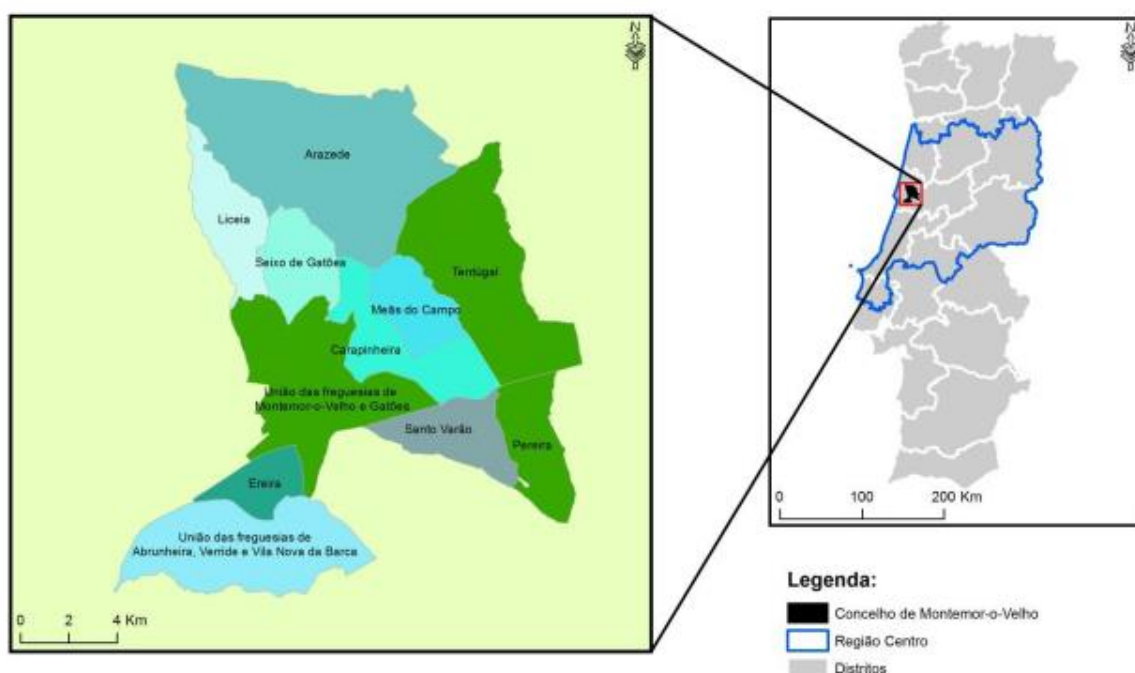 N
Arazede
Liceia
Seixo de Gatões
Tentúgal
Meãs do Campo
Carapinheira
União das freguesias de
Montemor-o-Velho e Gatões
Santo Varão
Pereira
Ereira
União das freguesias de
Abrunheira, Verride e Vila Nova da Barca
0 2 4 Km
N
0 100 200 Km
Legenda:
Concelho de Montemor-o-Velho
Região Centro
Distritos